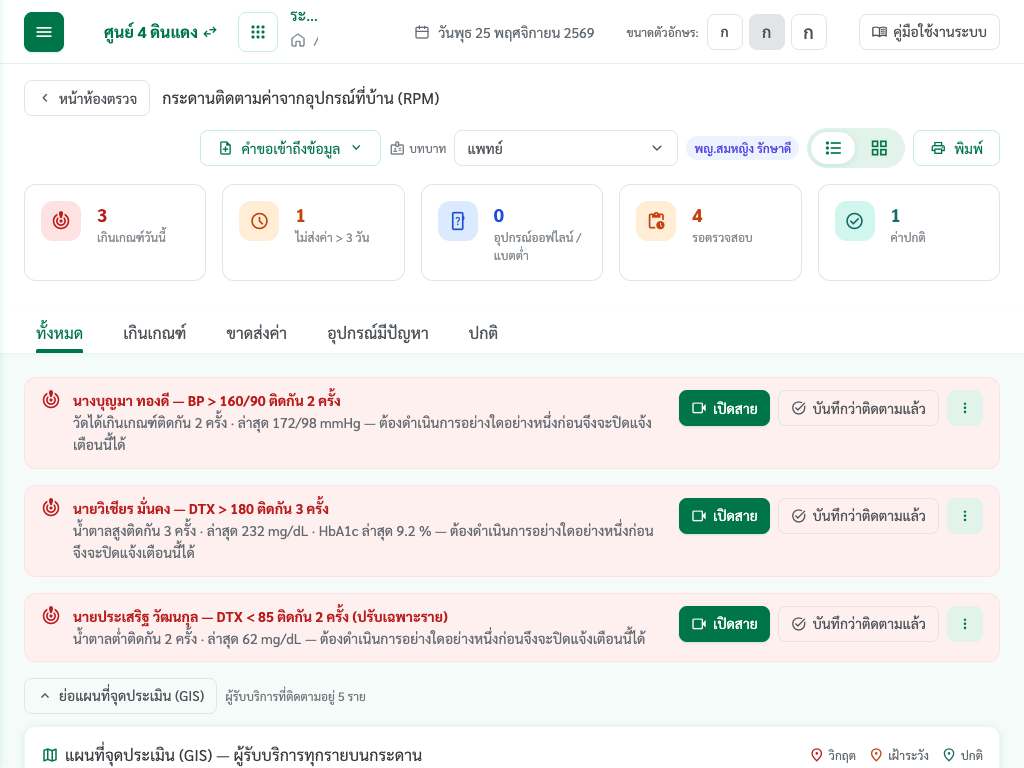 ศูนย์ 4 ดินแดง
ระ...
/
วันพุธ 25 พฤศจิกายน 2569
ขนาดตัวอักษร:
ก
ก
ก
คู่มือใช้งานระบบ
หน้าห้องตรวจ
กระดานติดตามค่าจากอุปกรณ์ที่บ้าน (RPM)
คำขอเข้าถึงข้อมูล
บทบาท
แพทย์
พญ.สมหญิง รักษาดี
พิมพ์
3
เกินเกณฑ์วันนี้
1
ไม่ส่งค่า > 3 วัน
0
อุปกรณ์ออฟไลน์ /
แบตต่ำ
4
รอตรวจสอบ
1
ค่าปกติ
ทั้งหมด
เกินเกณฑ์
ขาดส่งค่า
อุปกรณ์มีปัญหา
ปกติ
นางบุญมา ทองดี — BP > 160/90 ติดกัน 2 ครั้ง
วัดได้เกินเกณฑ์ติดกัน 2 ครั้ง · ล่าสุด 172/98 mmHg — ต้องดำเนินการอย่างใดอย่างหนึ่งก่อนจึงจะปิดแจ้ง
เตือนนี้ได้
เปิดสาย
บันทึกว่าติดตามแล้ว
นายวิเชียร มั่นคง — DTX > 180 ติดกัน 3 ครั้ง
น้ำตาลสูงติดกัน 3 ครั้ง · ล่าสุด 232 mg/dL · HbA1c ล่าสุด 9.2 % — ต้องดำเนินการอย่างใดอย่างหนึ่งก่อน
จึงจะปิดแจ้งเตือนนี้ได้
เปิดสาย
บันทึกว่าติดตามแล้ว
นายประเสริฐ วัฒนกุล — DTX < 85 ติดกัน 2 ครั้ง (ปรับเฉพาะราย)
น้ำตาลต่ำติดกัน 2 ครั้ง · ล่าสุด 62 mg/dL — ต้องดำเนินการอย่างใดอย่างหนึ่งก่อนจึงจะปิดแจ้งเตือนนี้ได้
เปิดสาย
บันทึกว่าติดตามแล้ว
ย่อแผนที่จุดประเมิน (GIS)
ผู้รับบริการที่ติดตามอยู่ 5 ราย
แผนที่จุดประเมิน (GIS) — ผู้รับบริการทุกรายบนกระดาน
วิกฤต
เฝ้าระวัง
ปกติ